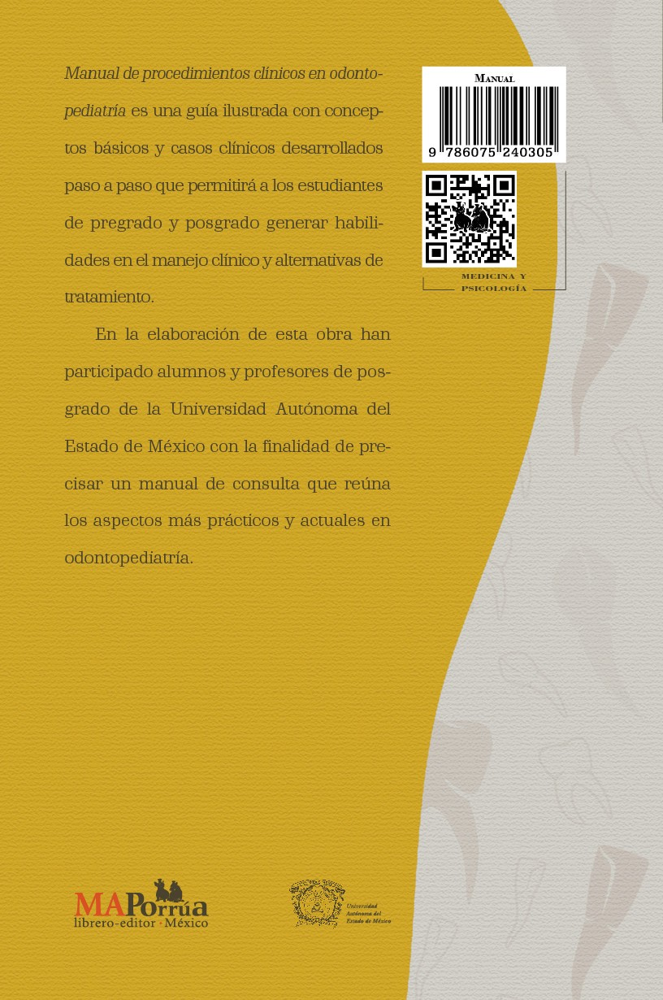 Manual de procedimientos clínicos en odonto-
pediatría es una guía ilustrada con concep-
tos básicos y casos clínicos desarrollados
paso a paso que permitirá a los estudiantes
de pregrado y posgrado generar habili-
dades en el manejo clínico y alternativas de
tratamiento.
En la elaboración de esta obra han
participado alumnos y profesores de pos-
grado de la Universidad Autónoma del
Estado de México con la finalidad de pre-
cisar un manual de consulta que reúna
los aspectos más prácticos y actuales en
odontopediatría.
MANUAL
9 786075 240305
MEDICINA Y
PSICOLOGÍA
MAPorrúa
librero-editor · México
Universidad
Autónoma del
Estado de México